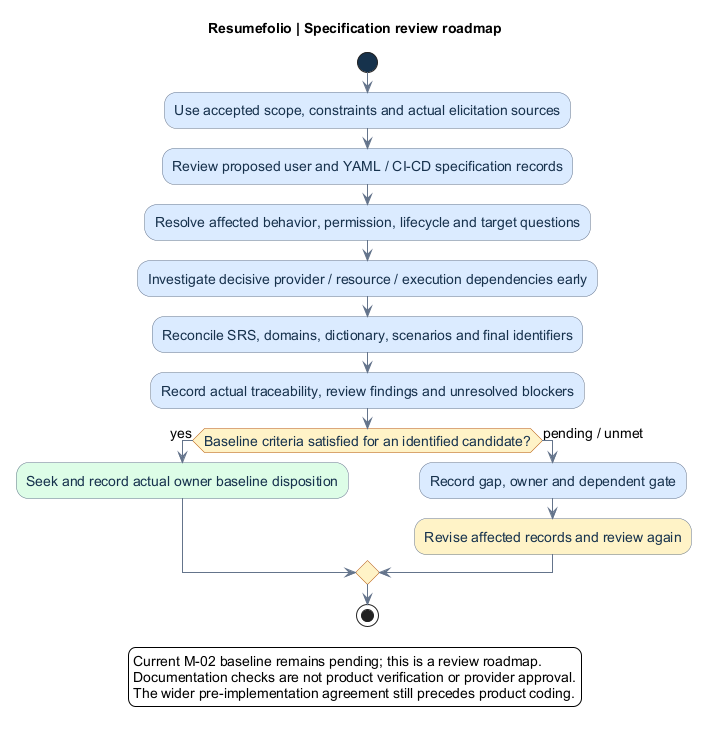 Resumefolio | Specification review roadmap
Use accepted scope, constraints and actual elicitation sources
Review proposed user and YAML / CI-CD specification records
Resolve affected behavior, permission, lifecycle and target questions
Investigate decisive provider / resource / execution dependencies early
Reconcile SRS, domains, dictionary, scenarios and final identifiers
Record actual traceability, review findings and unresolved blockers
yes
Baseline criteria satisfied for an identified candidate?
pending / unmet
Seek and record actual owner baseline disposition
Record gap, owner and dependent gate
Revise affected records and review again
Current M-02 baseline remains pending; this is a review roadmap.
Documentation checks are not product verification or provider approval.
The wider pre-implementation agreement still precedes product coding.